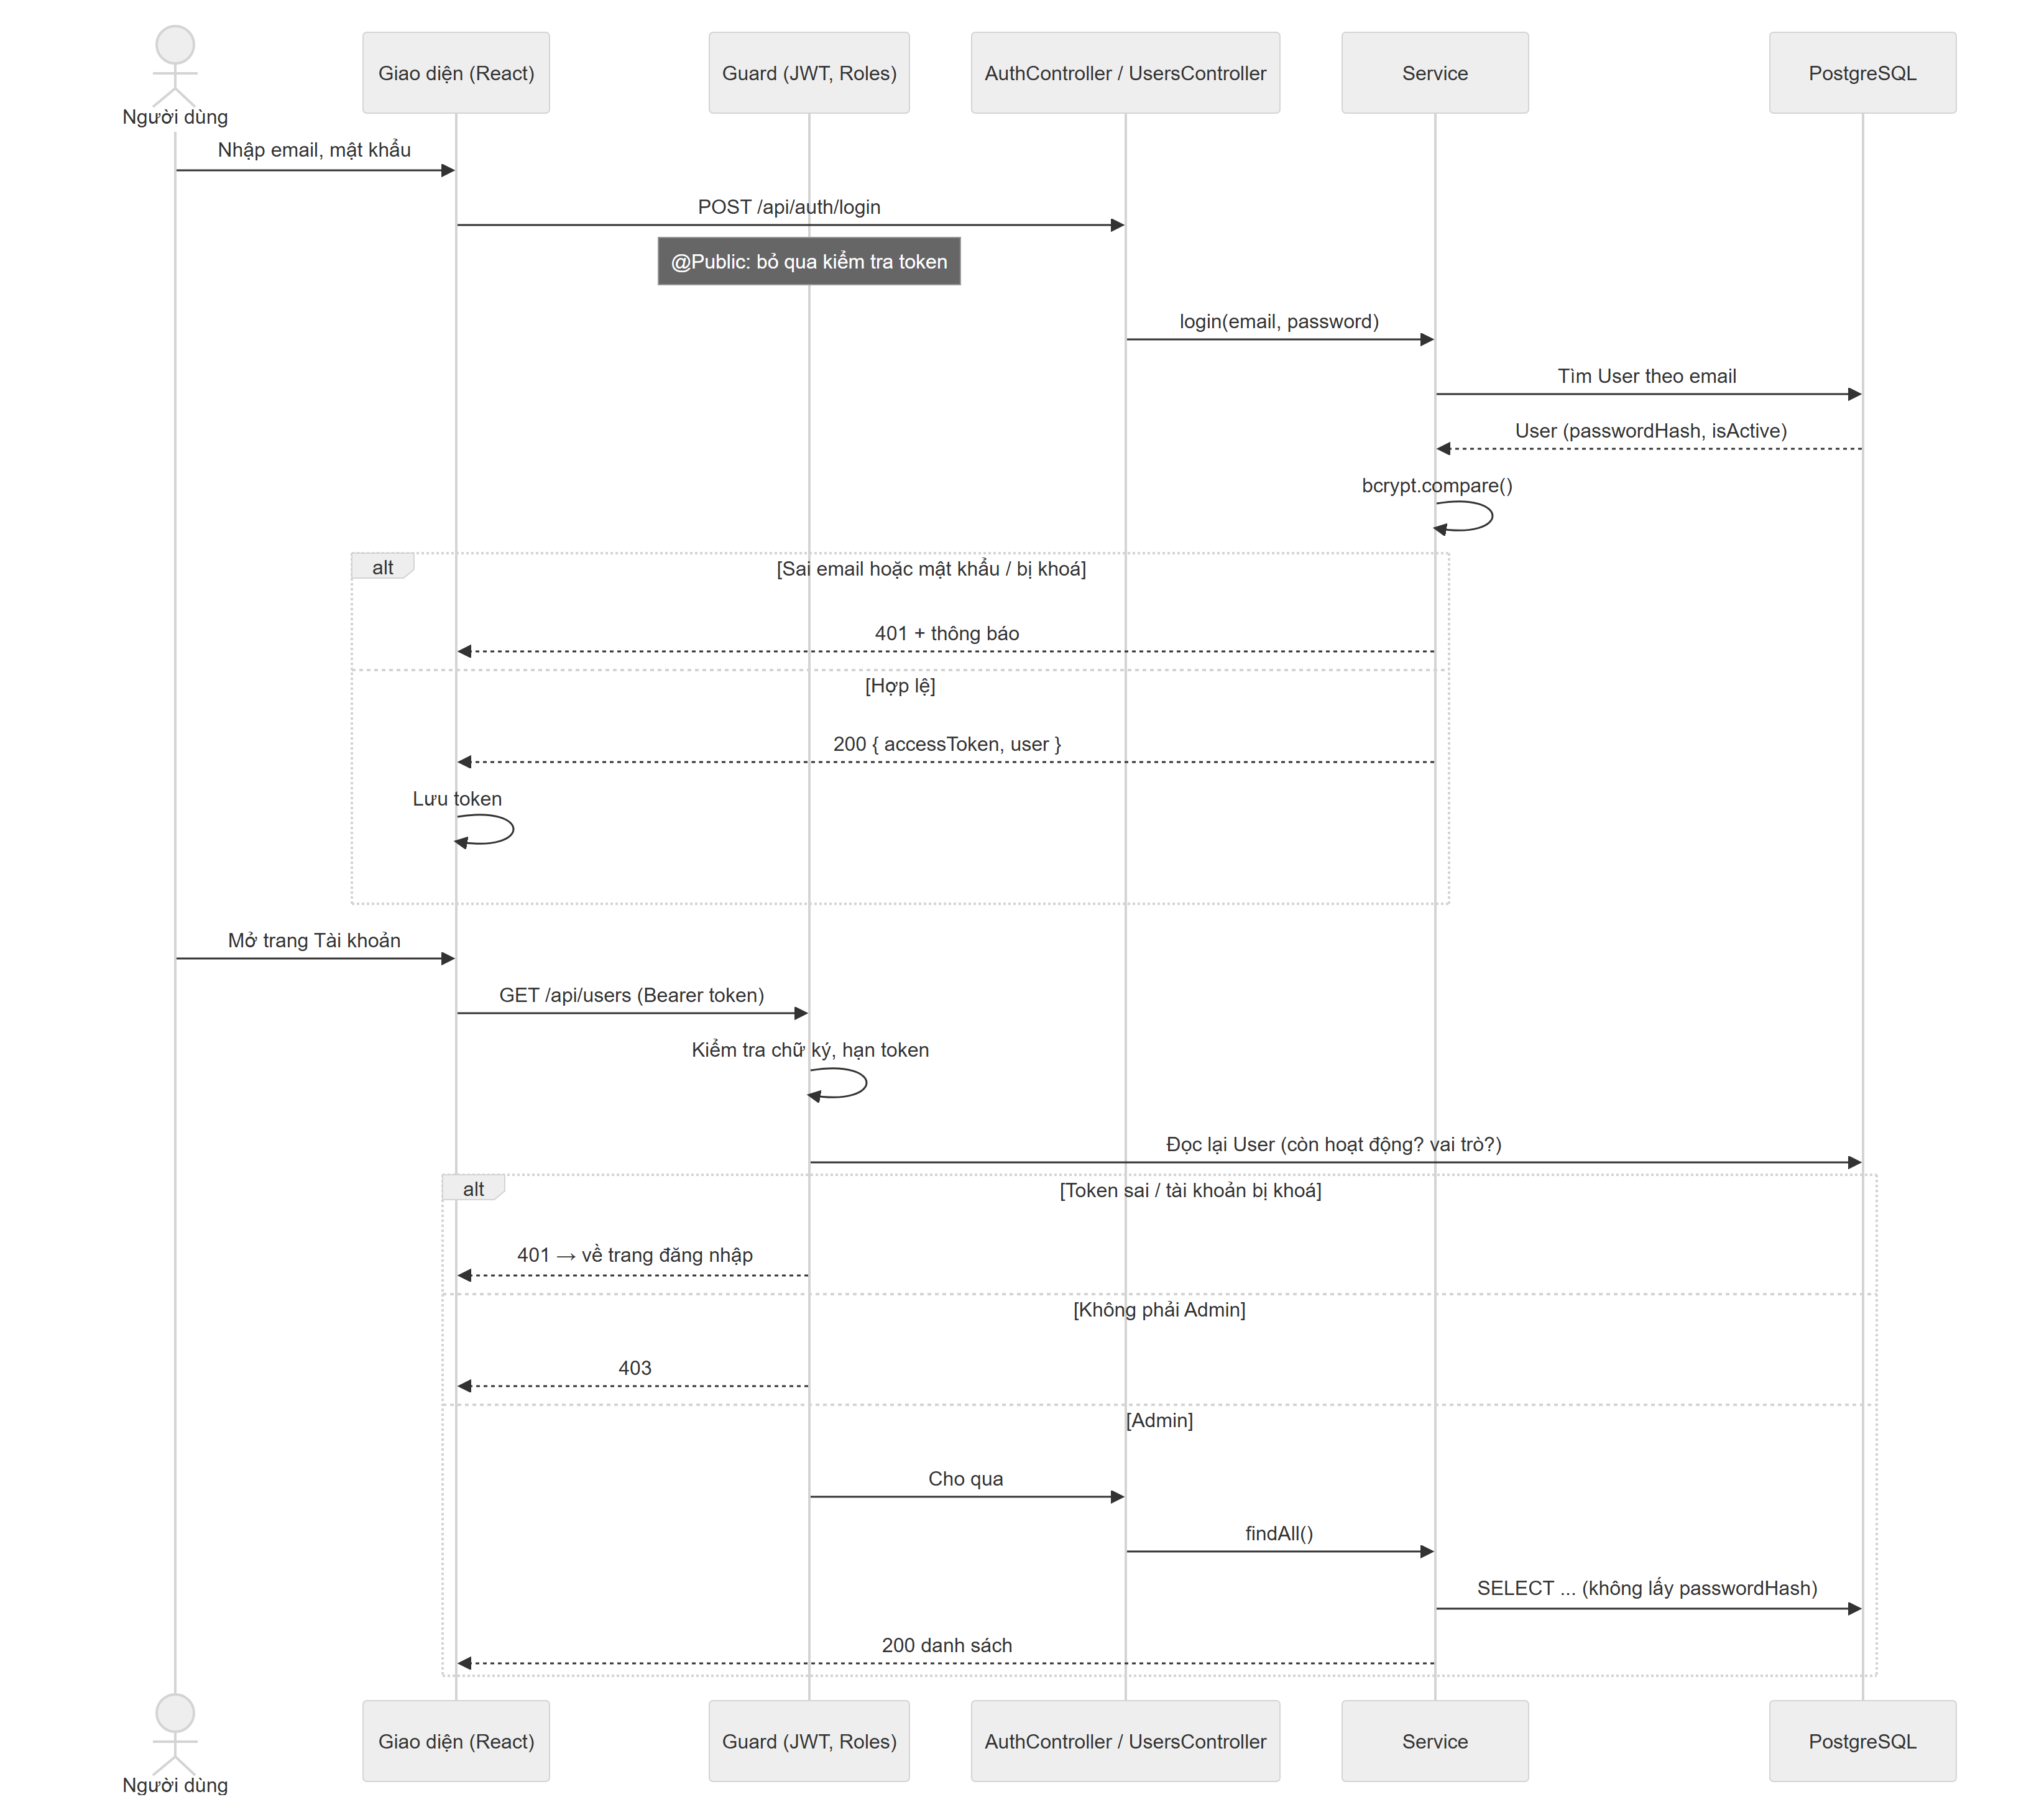 Người dùng
Giao diện (React)
Guard (JWT, Roles)
AuthController / UsersController
Service
PostgreSQL
Nhập email, mật khẩu
POST /api/auth/login
@Public: bỏ qua kiểm tra token
login(email, password)
Tìm User theo email
User (passwordHash, isActive)
bcrypt.compare()
alt
[Sai email hoặc mật khẩu / bị khoá]
401 + thông báo
[Hợp lệ]
200 { accessToken, user }
Lưu token
Mở trang Tài khoản
GET /api/users (Bearer token)
Kiểm tra chữ ký, hạn token
Đọc lại User (còn hoạt động? vai trò?)
alt
[Token sai / tài khoản bị khoá]
401 → về trang đăng nhập
[Không phải Admin]
403
[Admin]
Cho qua
findAll()
SELECT ... (không lấy passwordHash)
200 danh sách
Người dùng
Giao diện (React)
Guard (JWT, Roles)
AuthController / UsersController
Service
PostgreSQL